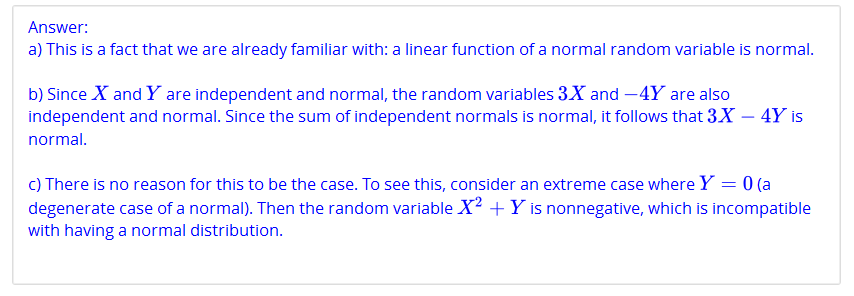 Answer:
a) This is a fact that we are already familiar with: a linear function of a normal random variable is normal.
b) Since X and Y are independent and normal, the random variables 3X and −4Y are also
independent and normal. Since the sum of independent normals is normal, it follows that 3X − 4Y is
normal.
c) There is no reason for this to be the case. To see this, consider an extreme case where Y = 0 (a
degenerate case of a normal). Then the random variable X² + Y is nonnegative, which is incompatible
with having a normal distribution.